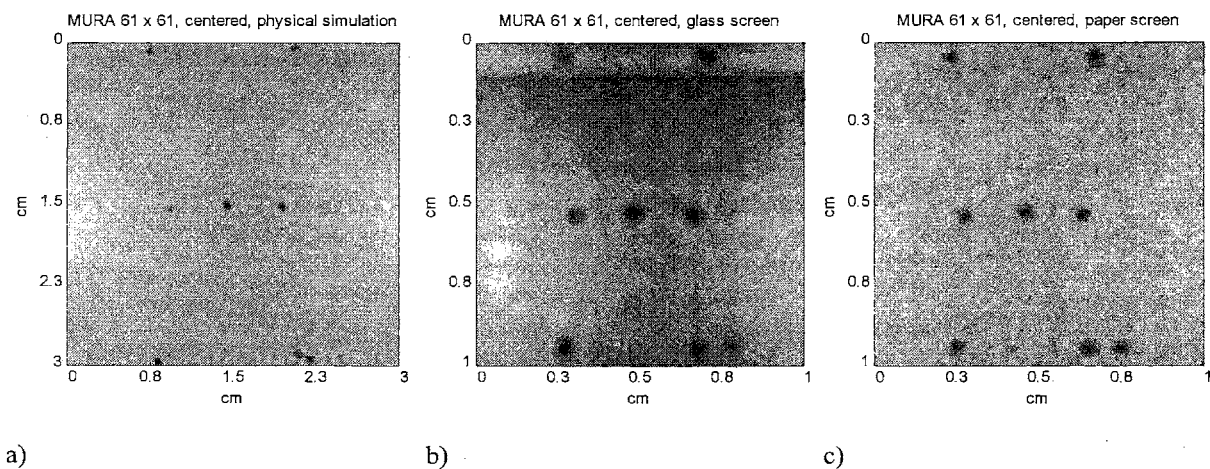 MURA 61 x 61, centered, physical simulation
0
0.8
1.5
2.3
3
cm
0 0.8 1.5 2.3 3
cm
a)
MURA 61 x 61, centered, glass screen
0
0.3
0.5
0.8
1
cm
0 0.3 0.5 0.8 1
cm
b)
MURA 61 x 61, centered, paper screen
0
0.3
0.5
0.8
1
cm
0 0.3 0.5 0.8 1
cm
c)